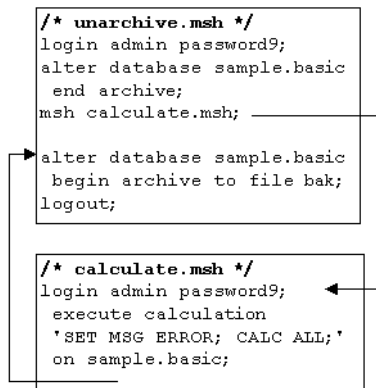 /* unarchive.msh */
login admin password9;
alter database sample.basic
end archive;
msh calculate.msh;
alter database sample.basic
begin archive to file bak;
logout;
/* calculate.msh */
login admin password9;
execute calculation
'SET MSG ERROR; CALC ALL;'
on sample.basic;